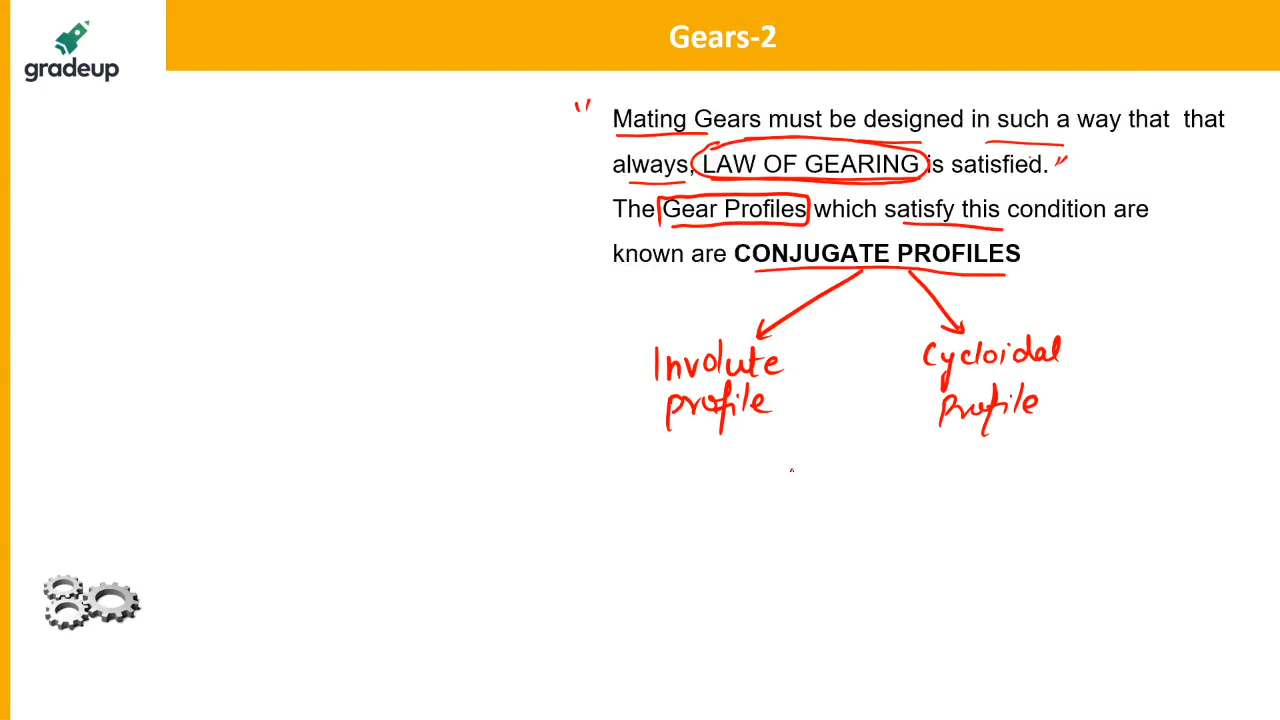 gradeup
Gears-2
" Mating Gears must be designed in such a way that that
always, LAW OF GEARING is satisfied. "
The Gear Profiles which satisfy this condition are
known are CONJUGATE PROFILES
Involute
profile
Cycloidal
Profile